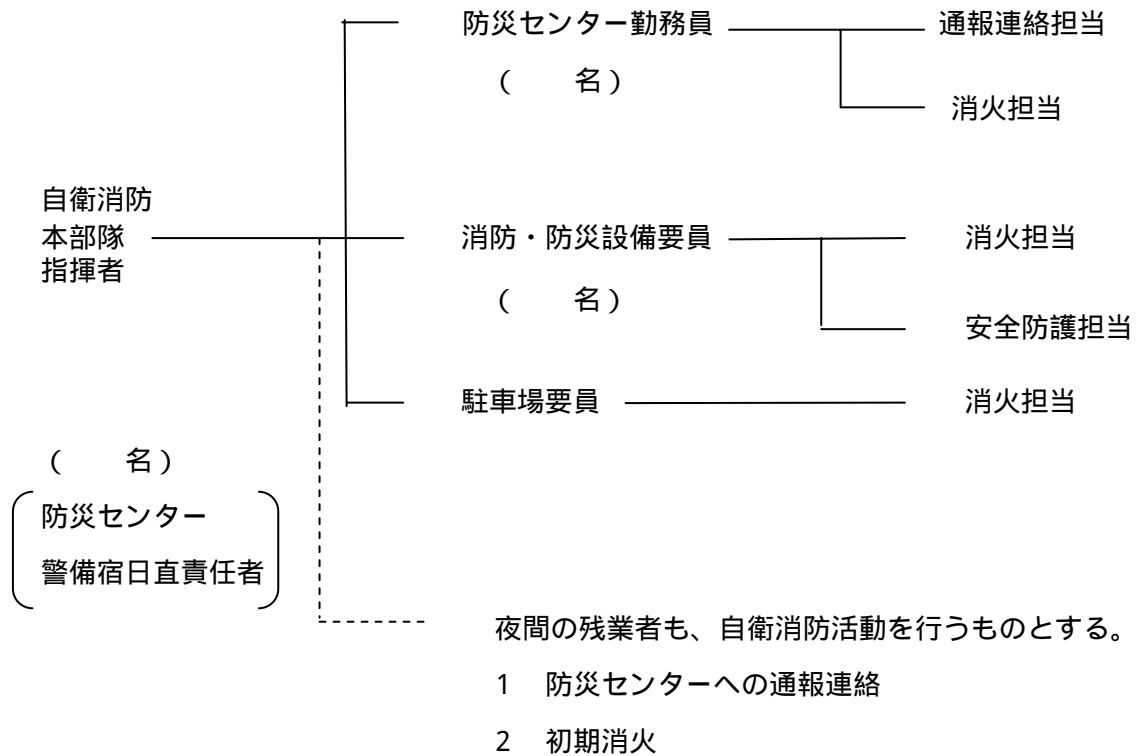 防災センター勤務員
通報連絡担当
(　　名)
消火担当
自衛消防
本部隊
指揮者
消防・防災設備要員
消火担当
(　　名)
安全防護担当
駐車場要員
消火担当
(　　名)
防災センター
警備宿日直責任者
夜間の残業者も、自衛消防活動を行うものとする。
1　防災センターへの通報連絡
2　初期消火